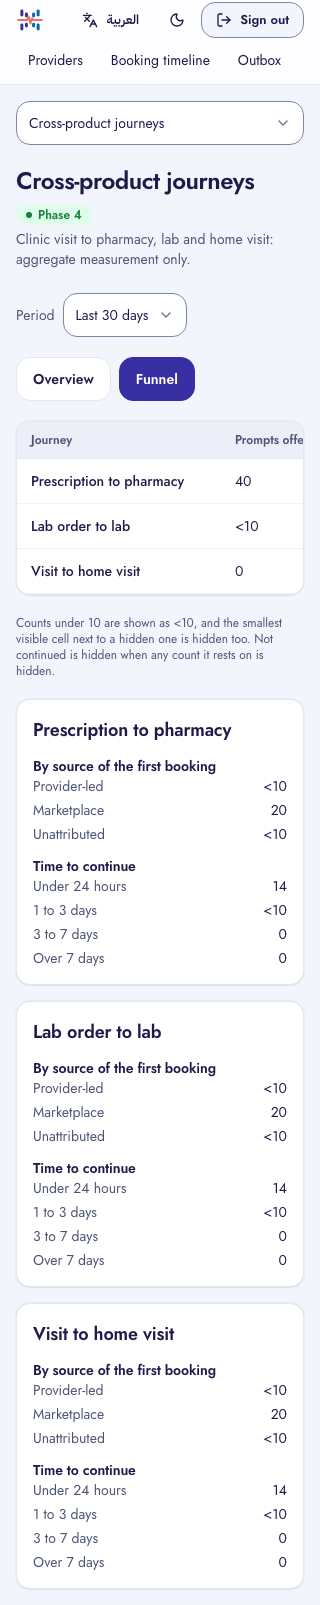 العربية
Sign out
Providers
Booking timeline
Outbox
Cross-product journeys
Cross-product journeys
Phase 4
Clinic visit to pharmacy, lab and home visit:
aggregate measurement only.
Period
Last 30 days
Overview
Funnel
Journey
Prompts offe
Prescription to pharmacy
40
Lab order to lab
<10
Visit to home visit
0
Counts under 10 are shown as <10, and the smallest
visible cell next to a hidden one is hidden too. Not
continued is hidden when any count it rests on is
hidden.
Prescription to pharmacy
By source of the first booking
Provider-led <10
Marketplace 20
Unattributed <10
Time to continue
Under 24 hours 14
1 to 3 days <10
3 to 7 days 0
Over 7 days 0
Lab order to lab
By source of the first booking
Provider-led <10
Marketplace 20
Unattributed <10
Time to continue
Under 24 hours 14
1 to 3 days <10
3 to 7 days 0
Over 7 days 0
Visit to home visit
By source of the first booking
Provider-led <10
Marketplace 20
Unattributed <10
Time to continue
Under 24 hours 14
1 to 3 days <10
3 to 7 days 0
Over 7 days 0